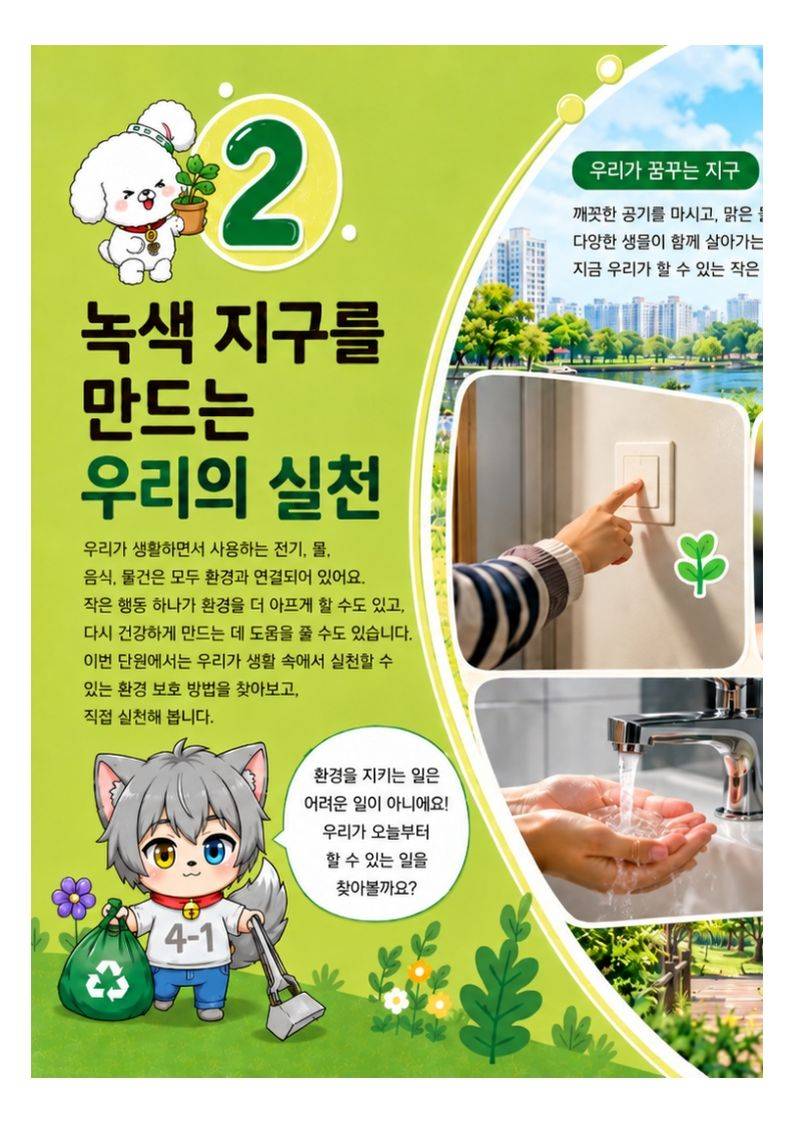 2
녹색 지구를
만드는
우리의 실천
우리가 생활하면서 사용하는 전기, 물,
음식, 물건은 모두 환경과 연결되어 있어요.
작은 행동 하나가 환경을 더 아프게 할 수도 있고,
다시 건강하게 만드는 데 도움을 줄 수도 있습니다.
이번 단원에서는 우리가 생활 속에서 실천할 수
있는 환경 보호 방법을 찾아보고,
직접 실천해 봅니다.
환경을 지키는 일은
어려운 일이 아니에요!
우리가 오늘부터
할 수 있는 일을
찾아볼까요?
4-1
우리가 꿈꾸는 지구
깨끗한 공기를 마시고, 맑은
다양한 생물이 함께 살아가는
지금 우리가 할 수 있는 작은